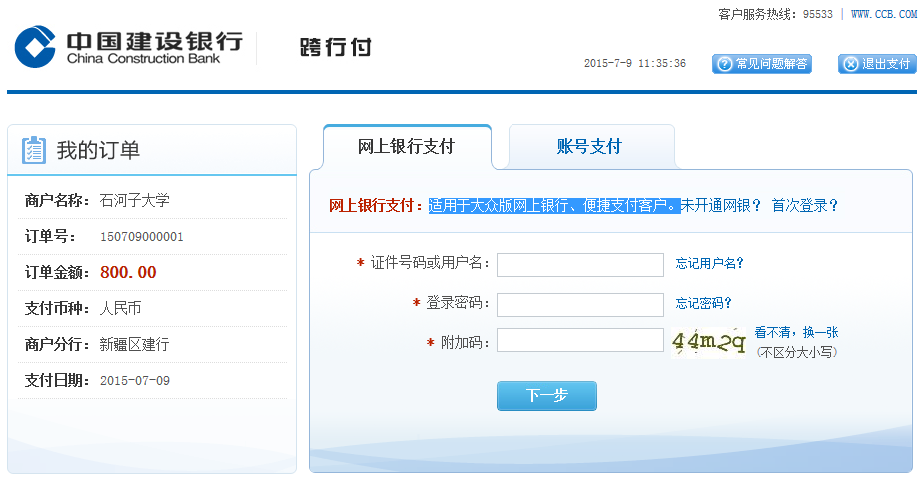 客户服务热线：95533 | WWW.CCB.COM
中国建设银行
China Construction Bank
跨行付
2015-7-9 11:35:36 常见问题解答 退出支付
我的订单
商户名称：石河子大学
订单号：150709000001
订单金额：800.00
支付币种：人民币
商户分行：新疆区建行
支付日期：2015-07-09
网上银行支付 账号支付
网上银行支付：适用于大众版网上银行、便捷支付客户。未开通网银？ 首次登录？
* 证件号码或用户名： 忘记用户名？
* 登录密码： 忘记密码？
* 附加码： 44m2q 看不清，换一张
（不区分大小写）
下一步